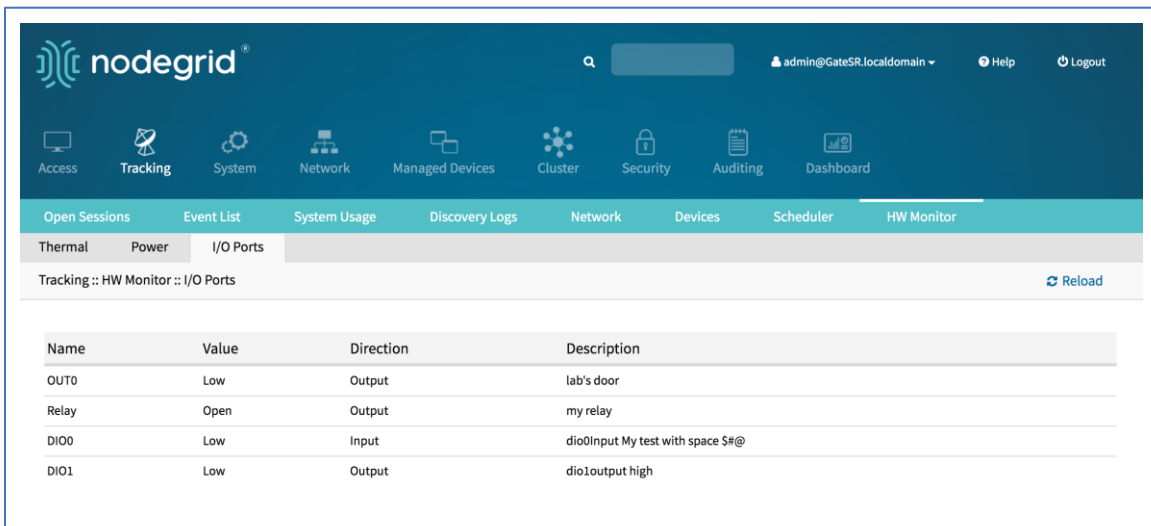 nodegrid®
admin@GateSR.localdomain Help Logout
Access Tracking System Network Managed Devices Cluster Security Auditing Dashboard
Open Sessions Event List System Usage Discovery Logs Network Devices Scheduler HW Monitor
Thermal Power I/O Ports
Tracking :: HW Monitor :: I/O Ports Reload
Name Value Direction Description
OUT0 Low Output lab's door
Relay Open Output my relay
DIO0 Low Input dio0Input My test with space $#@
DIO1 Low Output dio1output high